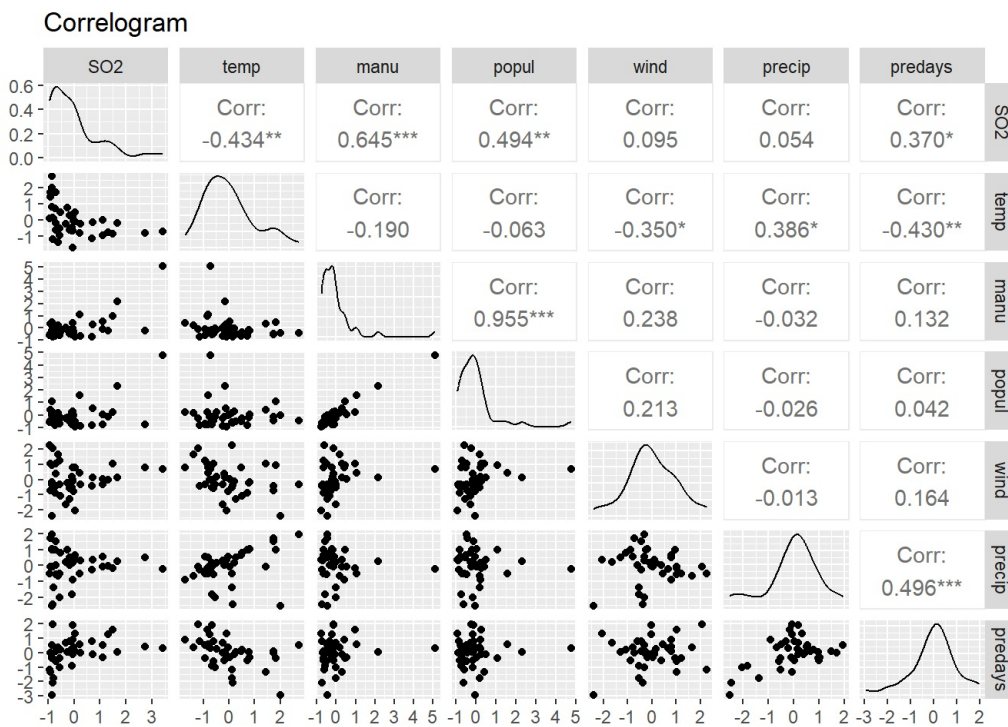 Correlogram
SO2 temp manu popul wind precip predays
0.6
0.4
0.2
0.0
Corr: Corr: Corr: Corr: Corr: Corr:
-0.434** 0.645*** 0.494** 0.095 0.054 0.370*
SO2
2
1
0
-1
Corr: Corr: Corr: Corr: Corr:
-0.190 -0.063 -0.350* 0.386* -0.430**
temp
5
4
3
2
1
0
-1
Corr: Corr: Corr: Corr:
0.955*** 0.238 -0.032 0.132
manu
5
4
3
2
1
0
-1
Corr: Corr: Corr:
0.213 -0.026 0.042
popul
2
1
0
-1
-2
Corr: Corr:
-0.013 0.164
wind
2
1
0
-1
-2
Corr:
0.496***
precip
2
1
0
-1
-2
-3
predays
-1 0 1 2 3 -1 0 1 2 -1 0 1 2 3 4 5 -1 0 1 2 3 4 5 -2 -1 0 1 2 -2 -1 0 1 2 -3 -2 -1 0 1 2